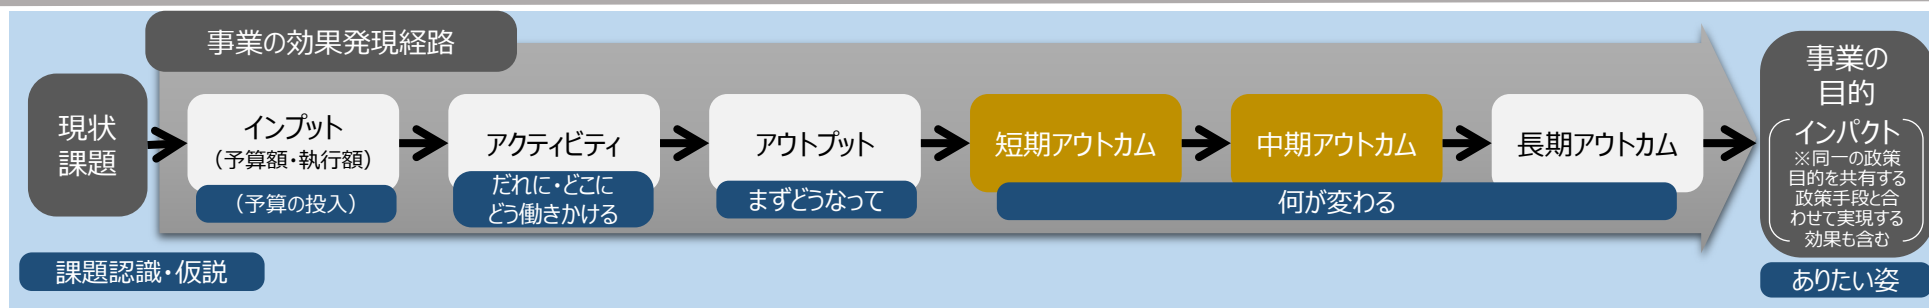 事業の効果発現経路
現状
課題
インプット
（予算額・執行額）
（予算の投入）
アクティビティ
だれに・どこに
どう働きかける
アウトプット
まずどうなって
短期アウトカム
中期アウトカム
長期アウトカム
何が変わる
事業の
目的
インパクト
※同一の政策
目的を共有する
政策手段と合
わせて実現する
効果も含む
課題認識・仮説
ありたい姿